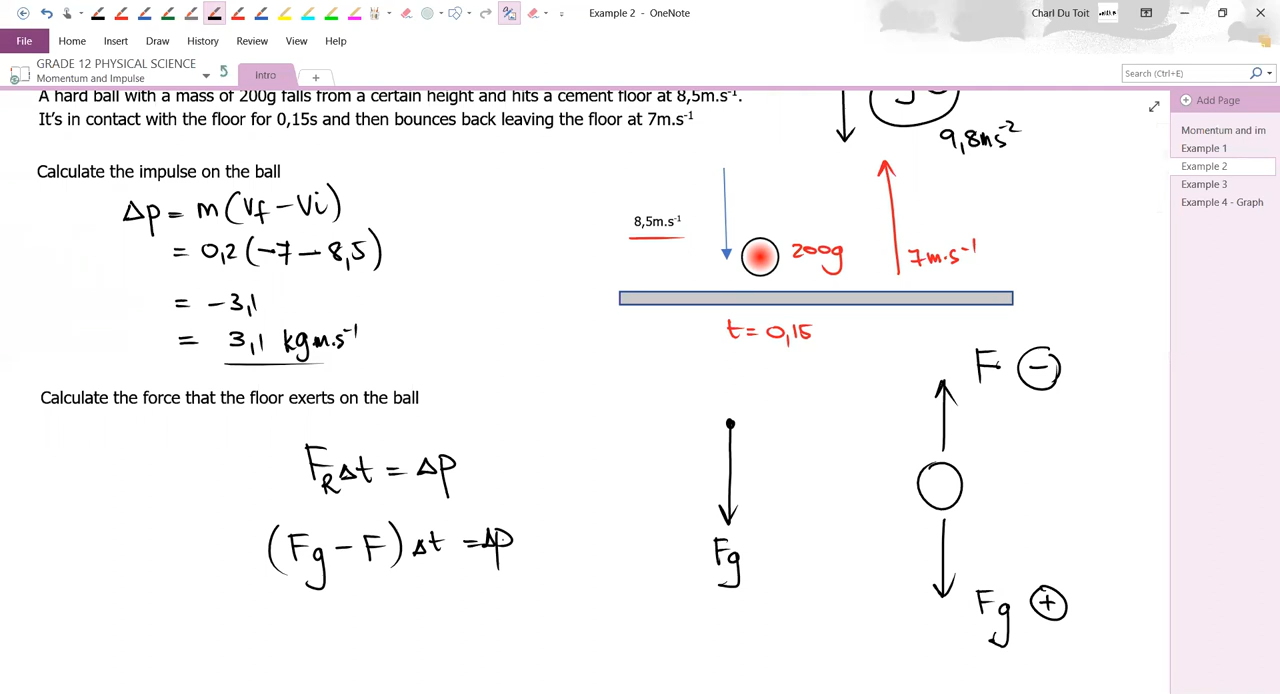 Example 2 - OneNote
Charl Du Toit
File Home Insert Draw History Review View Help
GRADE 12 PHYSICAL SCIENCE
Momentum and Impulse
Intro
+
Search (Ctrl+E)
Add Page
Momentum and im
Example 1
Example 2
Example 3
Example 4 - Graph
A hard ball with a mass of 200g falls from a certain height and hits a cement floor at 8,5m.s⁻¹.
It's in contact with the floor for 0,15s and then bounces back leaving the floor at 7m.s⁻¹
9,8ms⁻²
Calculate the impulse on the ball
Δp = m(Vf - Vi)
= 0,2(-7 - 8,5)
= -3,1
= 3,1 kgm.s⁻¹
8,5m.s⁻¹
200g
7m.s⁻¹
t = 0,15
Calculate the force that the floor exerts on the ball
F_R Δt = Δp
(Fg - F) Δt = Δp
Fg
F -
Fg +